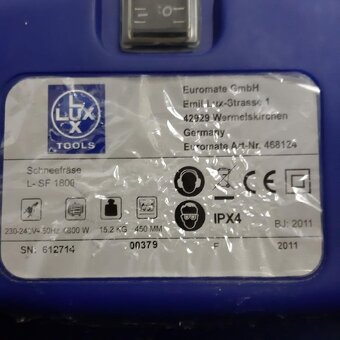 LUX
L
X
TOOLS
Euromate GmbH
Emil-Lux-Strasse 1
42929 Wermelskirchen
Germany
Euromate Art-Nr. 468124
Schneefräse
L- SF 1800
IPX4
BJ: 2011
230-240V~ 50Hz 1800 W 15,2 KG 450 MM
SN: 612714 00379 F 2011